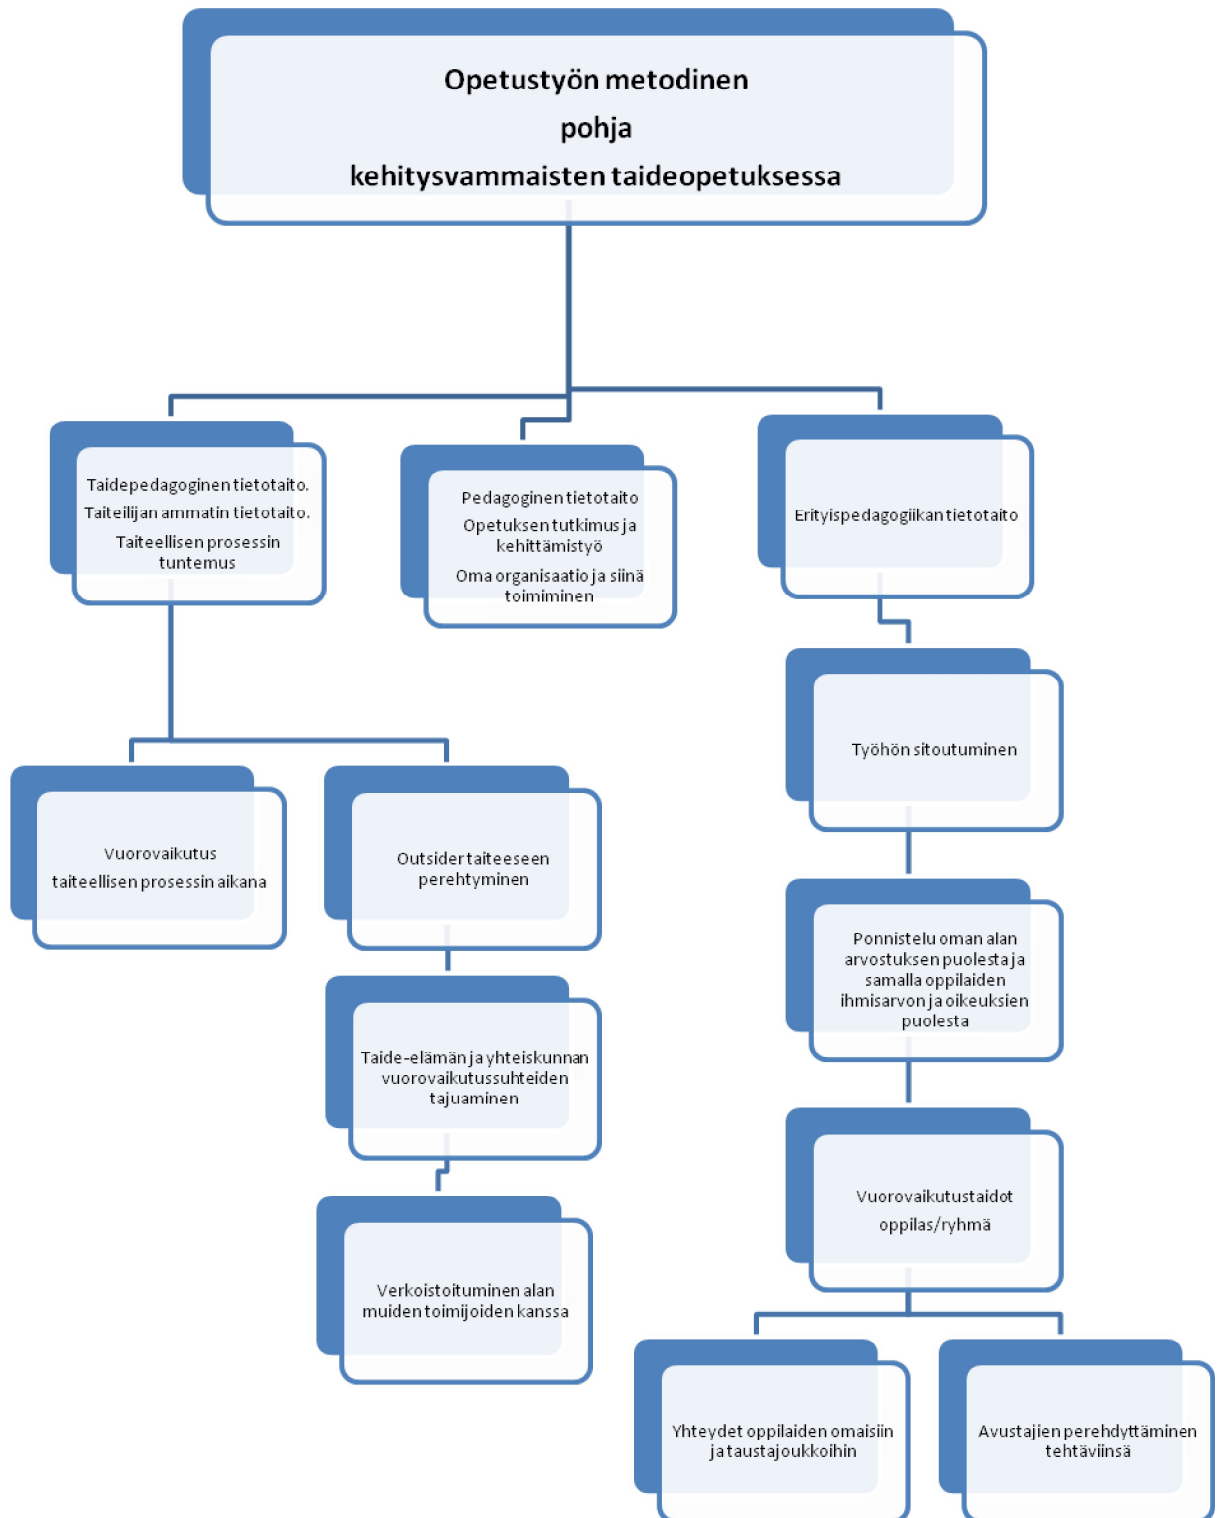 Opetustyön metodinen
pohja
kehitysvammaisten taideopetuksessa
Taidepedagoginen tietotaito.
Taiteilijan ammatin tietotaito.
Taiteellisen prosessin
tuntemus
Pedagoginen tietotaito
Opetuksen tutkimus ja
kehittämistyö
Oma organisaatio ja siinä
toimiminen
Erityispedagogiikan tietotaito
Työhön sitoutuminen
Vuorovaikutus
taiteellisen prosessin aikana
Outsider taiteeseen
perehtyminen
Ponnistelu oman alan
arvostuksen puolesta ja
samalla oppilaiden
ihmisarvon ja oikeuksien
puolesta
Taide-elämän ja yhteiskunnan
vuorovaikutussuhteiden
tajuaminen
Vuorovaikutustaidot
oppilas/ryhmä
Verkoistoituminen alan
muiden toimijoiden kanssa
Yhteydet oppilaiden omaisiin
ja taustajoukkoihin
Avustajien perehdyttäminen
tehtäviinsä